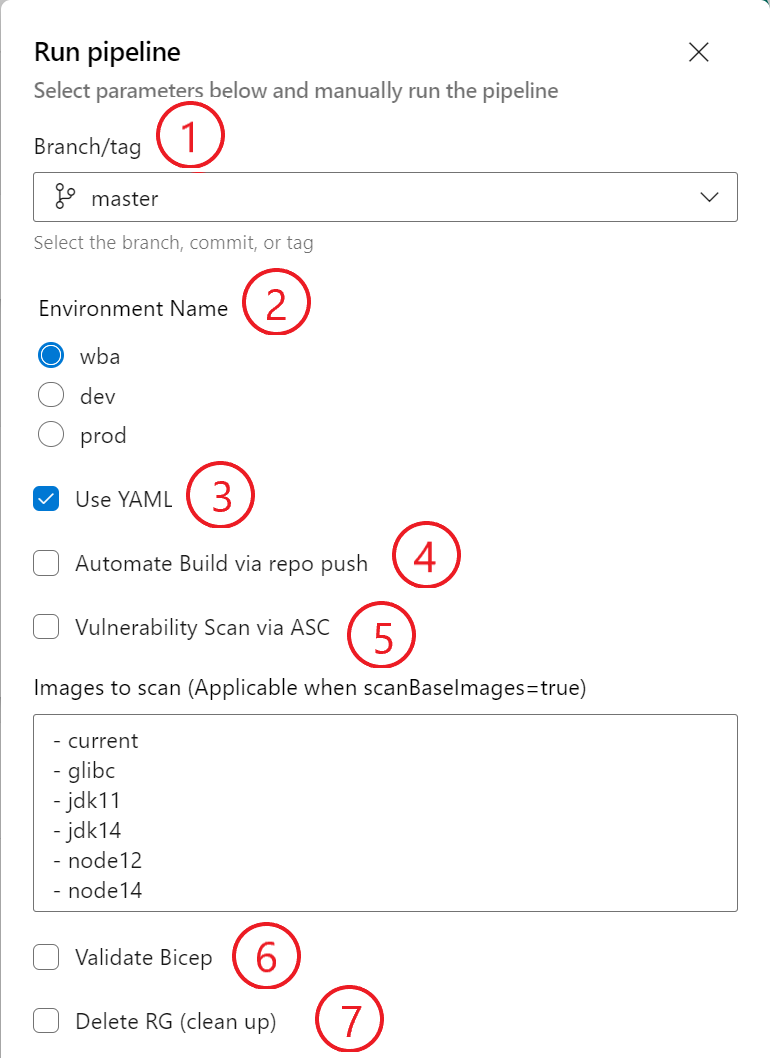 Run pipeline
Select parameters below and manually run the pipeline
Branch/tag 1
master
Select the branch, commit, or tag
Environment Name 2
wba
dev
prod
Use YAML 3
Automate Build via repo push 4
Vulnerability Scan via ASC 5
Images to scan (Applicable when scanBaseImages=true)
- current
- glibc
- jdk11
- jdk14
- node12
- node14
Validate Bicep 6
Delete RG (clean up) 7